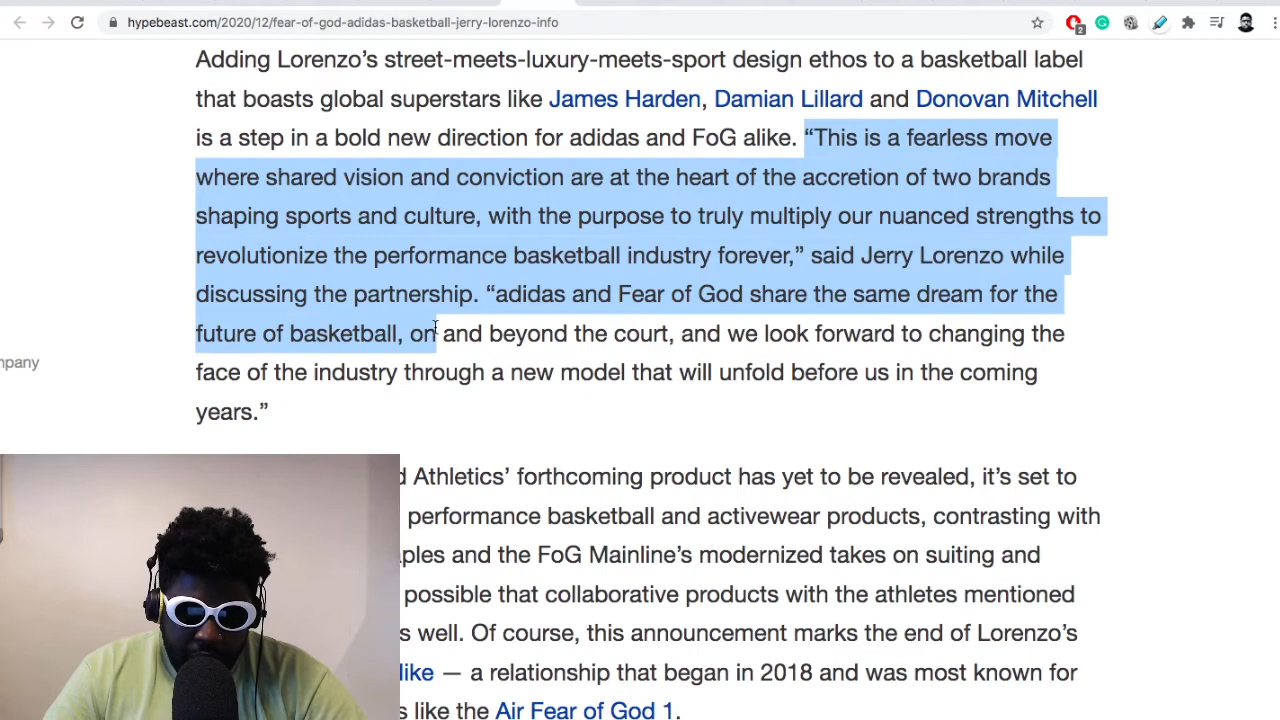 hypebeast.com/2020/12/fear-of-god-adidas-basketball-jerry-lorenzo-info
2
Adding Lorenzo’s street-meets-luxury-meets-sport design ethos to a basketball label
that boasts global superstars like James Harden, Damian Lillard and Donovan Mitchell
is a step in a bold new direction for adidas and FoG alike. “This is a fearless move
where shared vision and conviction are at the heart of the accretion of two brands
shaping sports and culture, with the purpose to truly multiply our nuanced strengths to
revolutionize the performance basketball industry forever,” said Jerry Lorenzo while
discussing the partnership. “adidas and Fear of God share the same dream for the
future of basketball, on and beyond the court, and we look forward to changing the
mpany
face of the industry through a new model that will unfold before us in the coming
years.”
d Athletics’ forthcoming product has yet to be revealed, it’s set to
performance basketball and activewear products, contrasting with
ples and the FoG Mainline’s modernized takes on suiting and
possible that collaborative products with the athletes mentioned
s well. Of course, this announcement marks the end of Lorenzo’s
like — a relationship that began in 2018 and was most known for
s like the Air Fear of God 1.